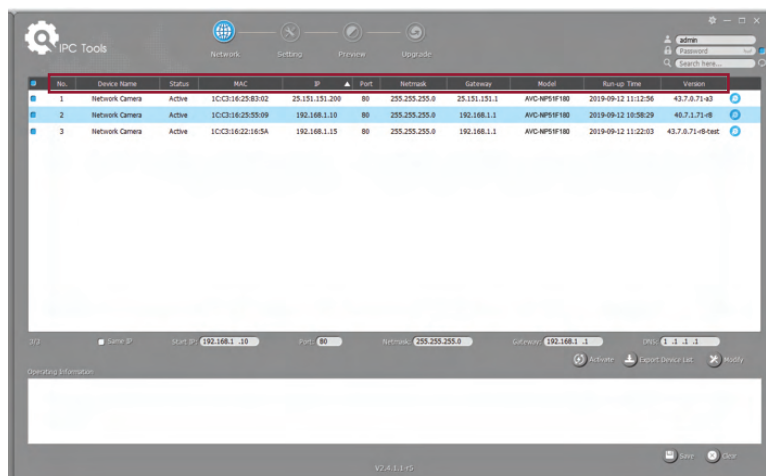 IPC Tools
Network Setting Preview Upgrade
admin
Password
Search here...
No. Device Name Status MAC IP Port Netmask Gateway Model Run-up Time Version
1 Network Camera Active 1C:C3:16:25:B3:02 25.151.151.200 80 255.255.255.0 25.151.151.1 AVC-NP51F180 2019-09-12 11:12:56 43.7.0.71-a3
2 Network Camera Active 1C:C3:16:25:55:09 192.168.1.10 80 255.255.255.0 192.168.1.1 AVC-NP51F180 2019-09-12 10:58:29 40.7.1.71-r8
3 Network Camera Active 1C:C3:16:22:16:5A 192.168.1.15 80 255.255.255.0 192.168.1.1 AVC-NP51F180 2019-09-12 11:22:03 43.7.0.71-r8-test
3/3 Same IP Start IP: 192.168.1 .10 Port: 80 Netmask: 255.255.255.0 Gateway: 192.168.1 .1 DNS: 1 .1 .1 .1
Activate Export Device List Modify
Operating Information
Save Clear
V2.4.1.1-r5